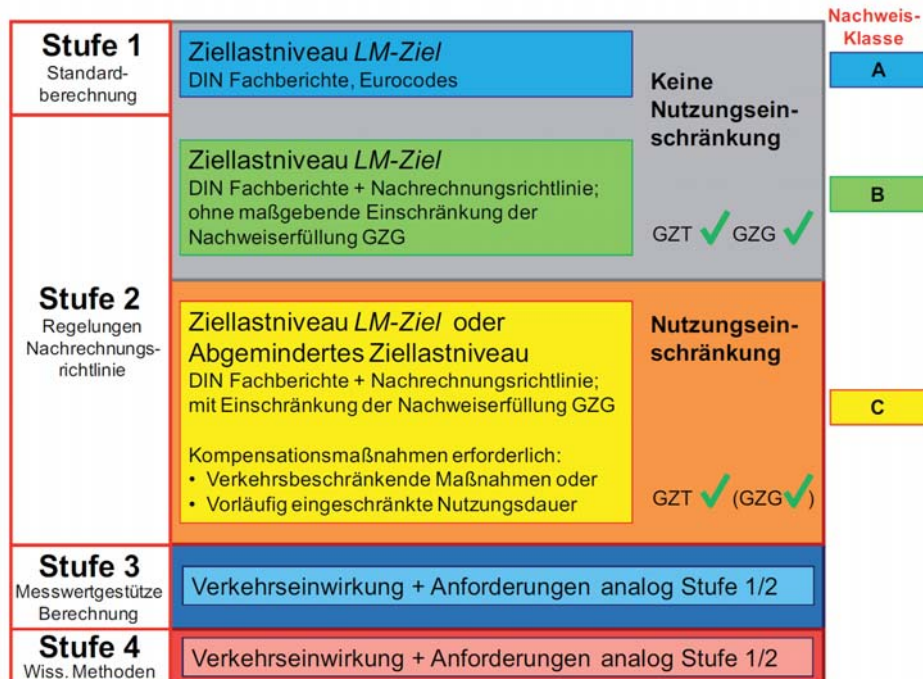 Nachweis-
Klasse
Stufe 1
Standard-
berechnung
Ziellastniveau LM-Ziel
DIN Fachberichte, Eurocodes
Keine
Nutzungsein-
schränkung
A
Ziellastniveau LM-Ziel
DIN Fachberichte + Nachrechnungsrichtlinie;
ohne maßgebende Einschränkung der
Nachweiserfüllung GZG
GZT GZG
B
Stufe 2
Regelungen
Nachrechnungs-
richtlinie
Ziellastniveau LM-Ziel oder
Abgemindertes Ziellastniveau
DIN Fachberichte + Nachrechnungsrichtlinie;
mit Einschränkung der Nachweiserfüllung GZG
Kompensationsmaßnahmen erforderlich:
• Verkehrsbeschränkende Maßnahmen oder
• Vorläufig eingeschränkte Nutzungsdauer
Nutzungsein-
schränkung
GZT (GZG )
C
Stufe 3
Messwertgestütze
Berechnung
Verkehrseinwirkung + Anforderungen analog Stufe 1/2
Stufe 4
Wiss. Methoden
Verkehrseinwirkung + Anforderungen analog Stufe 1/2